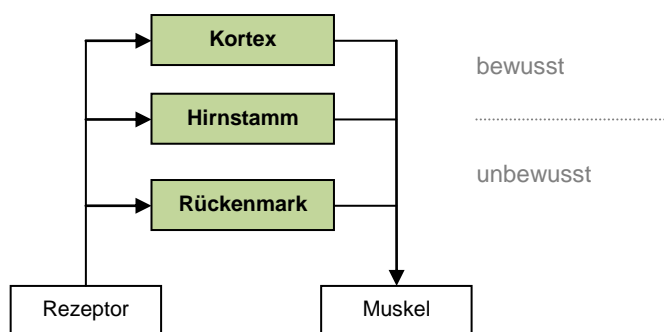 Kortex
bewusst
Hirnstamm
unbewusst
Rückenmark
Rezeptor
Muskel